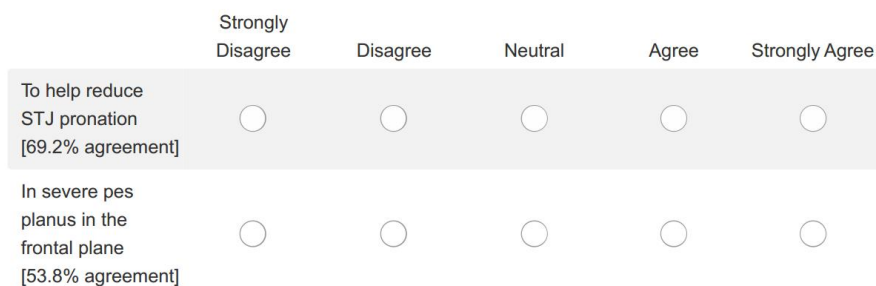 Strongly
Disagree Disagree Neutral Agree Strongly Agree
To help reduce
STJ pronation
[69.2% agreement]
In severe pes
planus in the
frontal plane
[53.8% agreement]